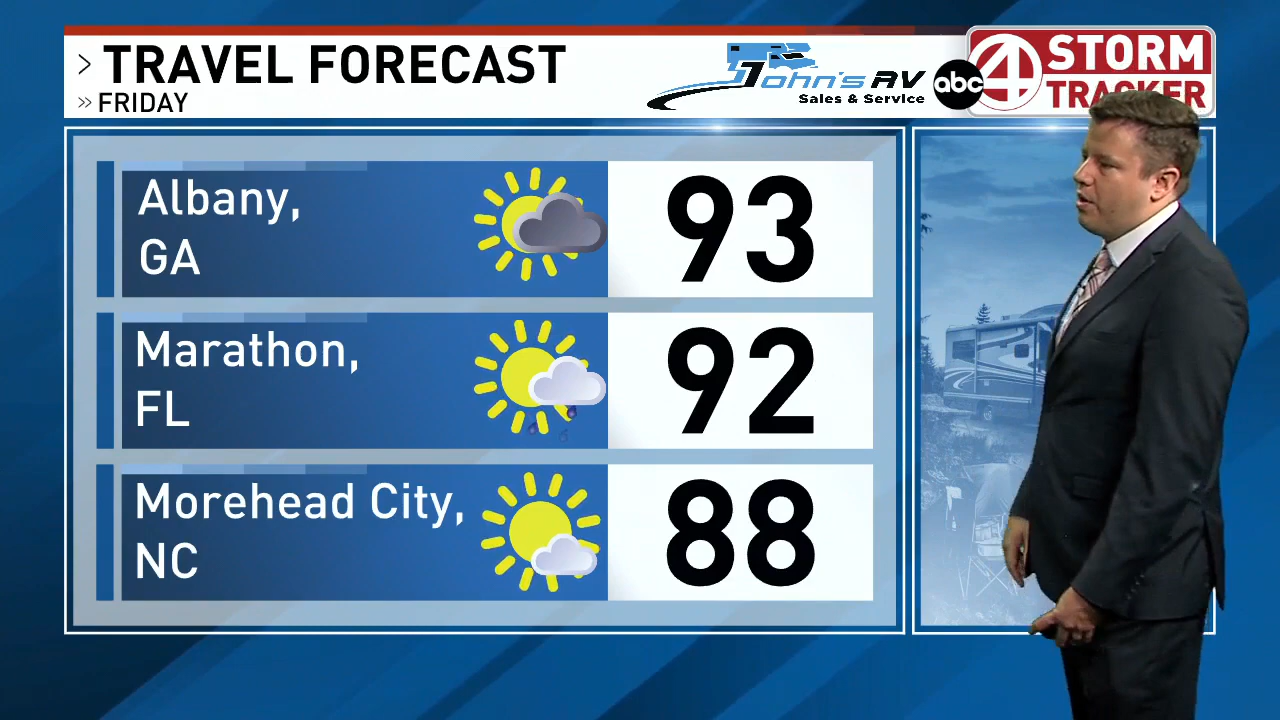 > TRAVEL FORECAST
» FRIDAY
John's RV
Sales & Service
abc
4
STORM
TRACKER
Albany,
GA
93
Marathon,
FL
92
Morehead City,
NC
88